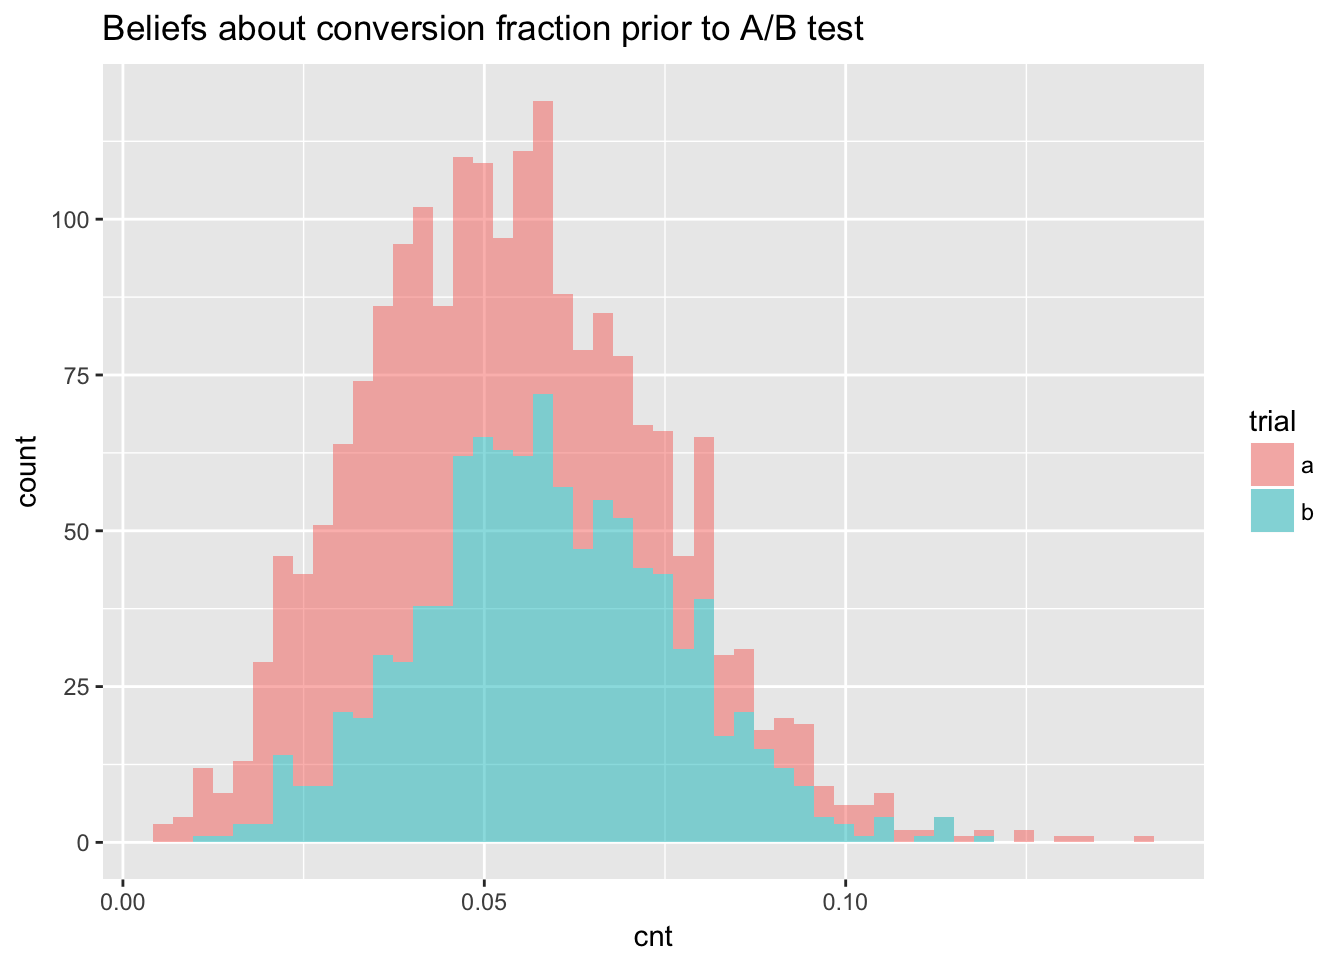 Beliefs about conversion fraction prior to A/B test
100
75
50
25
0
count
0.00
0.05
0.10
cnt
trial
a
b